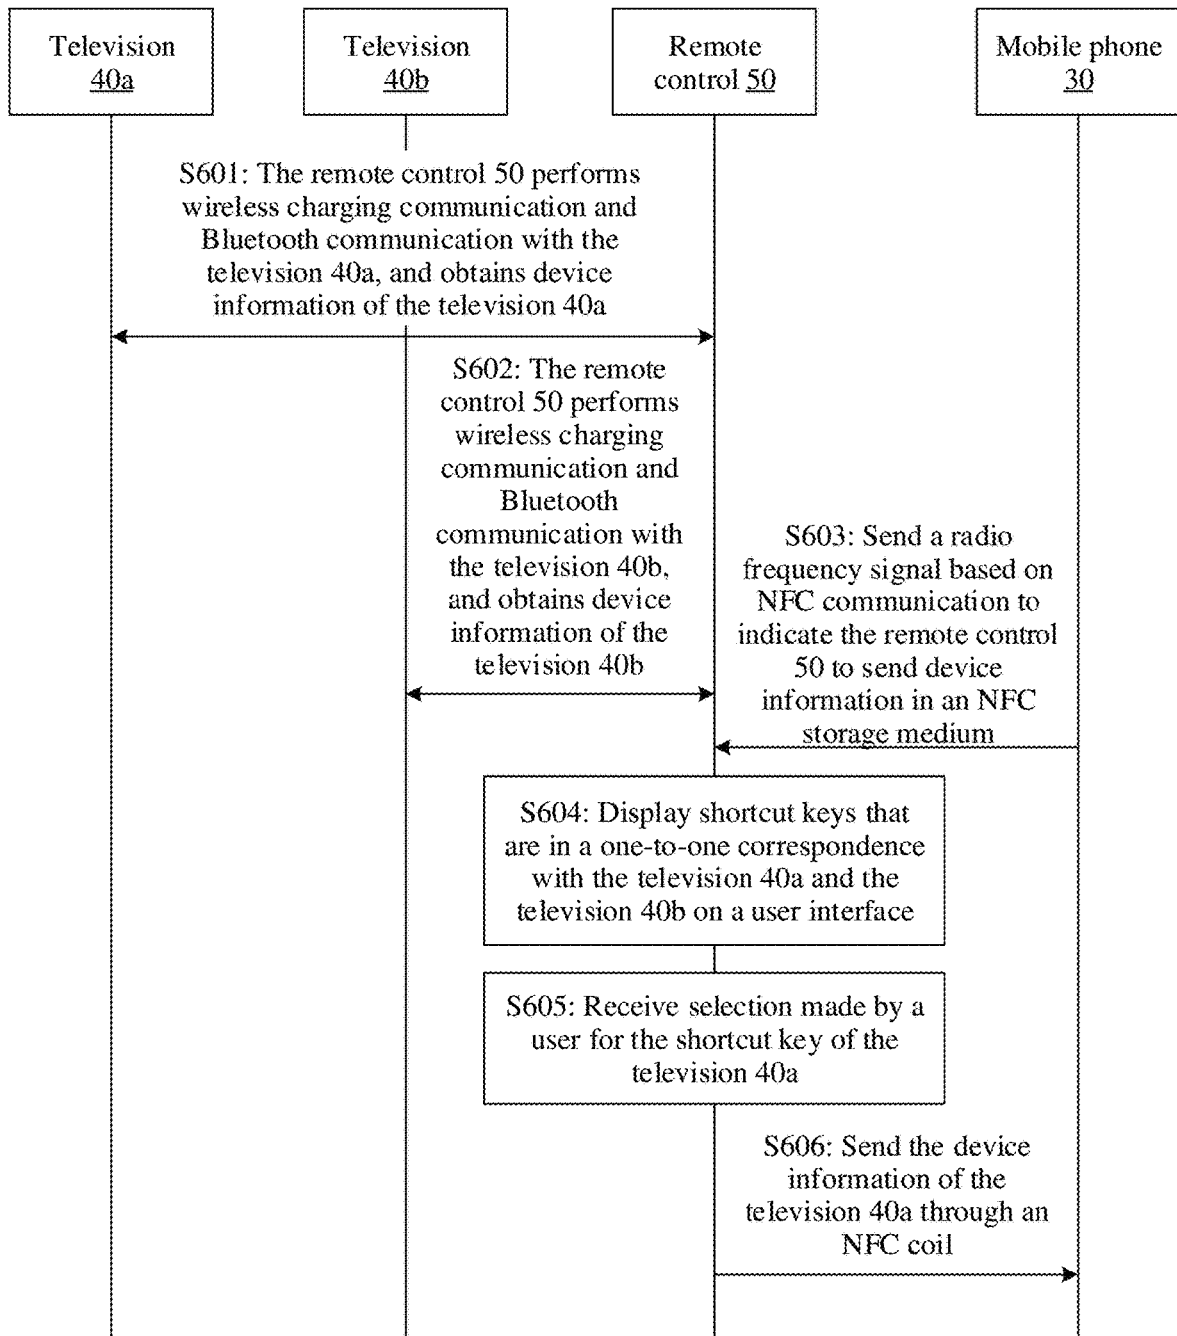 Television
40a
Television
40b
Remote
control 50
Mobile phone
30
S601: The remote control 50 performs
wireless charging communication and
Bluetooth communication with the
television 40a, and obtains device
information of the television 40a
S602: The remote
control 50 performs
wireless charging
communication and
Bluetooth
communication with
the television 40b,
and obtains device
information of the
television 40b
S603: Send a radio
frequency signal based on
NFC communication to
indicate the remote control
50 to send device
information in an NFC
storage medium
S604: Display shortcut keys that
are in a one-to-one correspondence
with the television 40a and the
television 40b on a user interface
S605: Receive selection made by a
user for the shortcut key of the
television 40a
S606: Send the device
information of the
television 40a through an
NFC coil